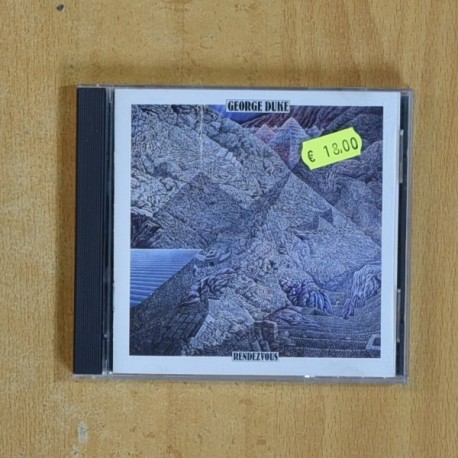 GEORGE DUKE
€ 18,00
RENDEZVOUS